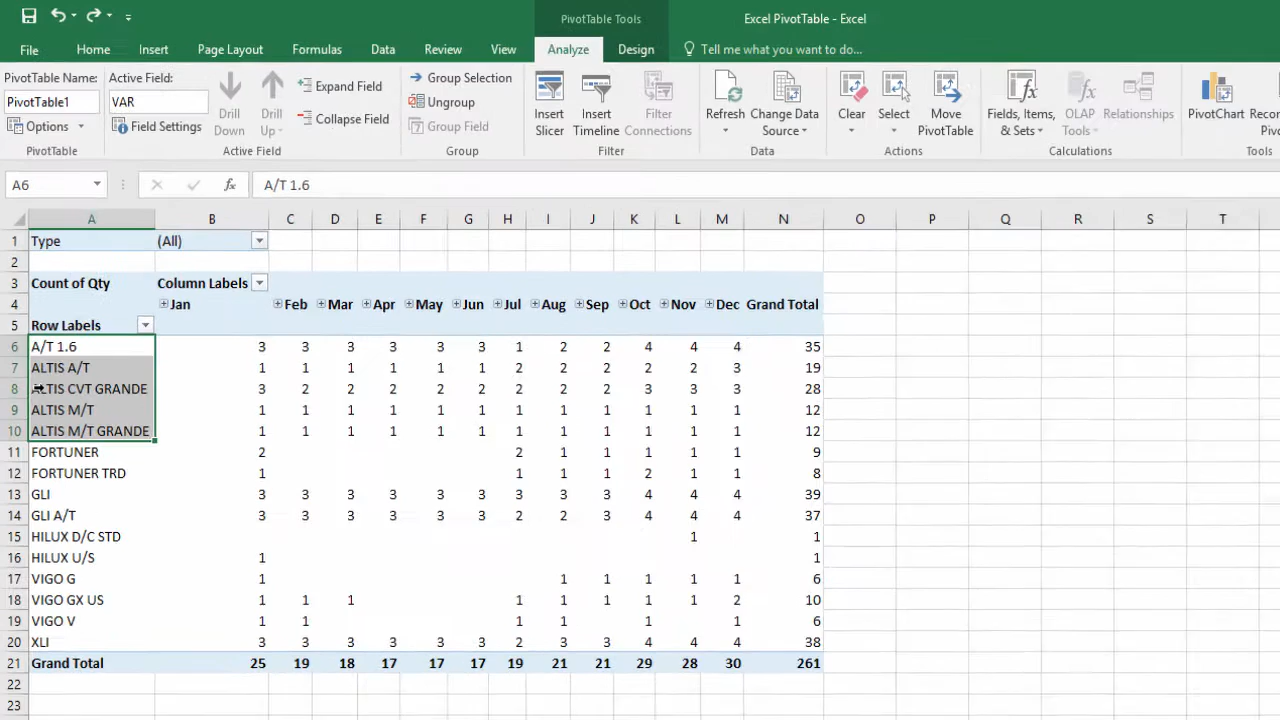 PivotTable Tools
Excel PivotTable - Excel
File Home Insert Page Layout Formulas Data Review View Analyze Design Tell me what you want to do...
PivotTable Name:
PivotTable1
Options
PivotTable
Active Field:
VAR
Field Settings
Drill Down
Drill Up
Expand Field
Collapse Field
Active Field
Group Selection
Ungroup
Group Field
Group
Insert Slicer
Insert Timeline
Filter Connections
Filter
Refresh
Change Data Source
Data
Clear
Select
Move PivotTable
Actions
Fields, Items, & Sets
OLAP Tools
Relationships
Calculations
PivotChart
Tools
A6 fx A/T 1.6
A B C D E F G H I J K L M N O P Q R S T
1 Type (All)
2
3 Count of Qty Column Labels
4 Jan Feb Mar Apr May Jun Jul Aug Sep Oct Nov Dec Grand Total
5 Row Labels
6 A/T 1.6 3 3 3 3 3 3 1 2 2 4 4 4 35
7 ALTIS A/T 1 1 1 1 1 1 2 2 2 2 2 3 19
8 ALTIS CVT GRANDE 3 2 2 2 2 2 2 2 2 3 3 3 28
9 ALTIS M/T 1 1 1 1 1 1 1 1 1 1 1 1 12
10 ALTIS M/T GRANDE 1 1 1 1 1 1 1 1 1 1 1 1 12
11 FORTUNER 2 2 1 1 1 1 1 9
12 FORTUNER TRD 1 1 1 1 2 1 1 8
13 GLI 3 3 3 3 3 3 3 3 3 4 4 4 39
14 GLI A/T 3 3 3 3 3 3 2 2 3 4 4 4 37
15 HILUX D/C STD 1 1
16 HILUX U/S 1 1
17 VIGO G 1 1 1 1 1 1 6
18 VIGO GX US 1 1 1 1 1 1 1 1 2 10
19 VIGO V 1 1 1 1 1 1 6
20 XLI 3 3 3 3 3 3 2 3 3 4 4 4 38
21 Grand Total 25 19 18 17 17 17 19 21 21 29 28 30 261
22
23